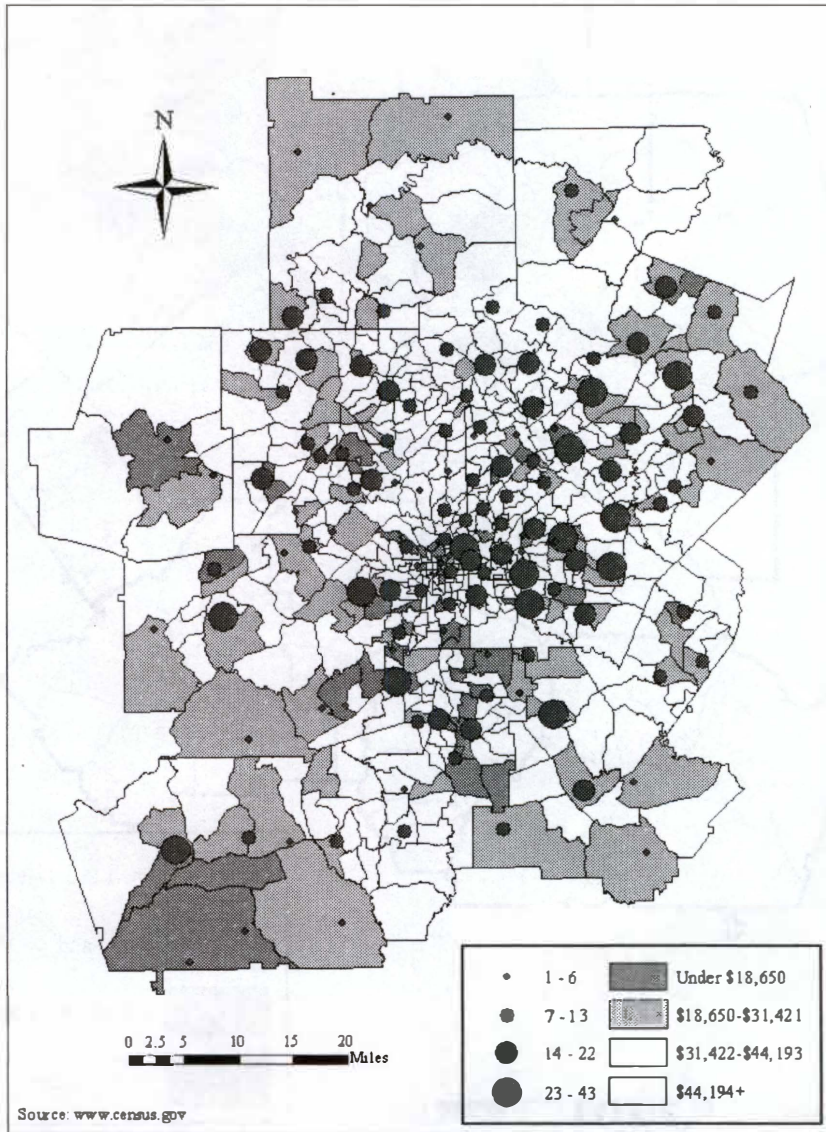 N
1 - 6 Under $18,650
7 - 13 $18,650-$31,421
14 - 22 $31,422-$44,193
23 - 43 $44,194+
0 2.5 5 10 15 20
Miles
Source: www.census.gov